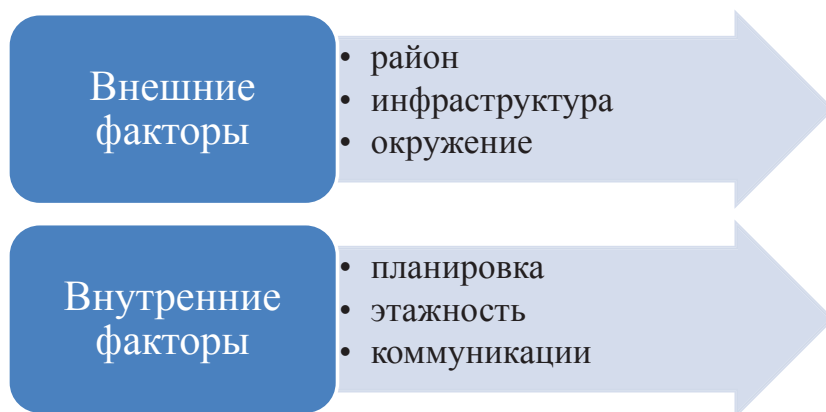 Внешние
факторы
• район
• инфраструктура
• окружение
Внутренние
факторы
• планировка
• этажность
• коммуникации